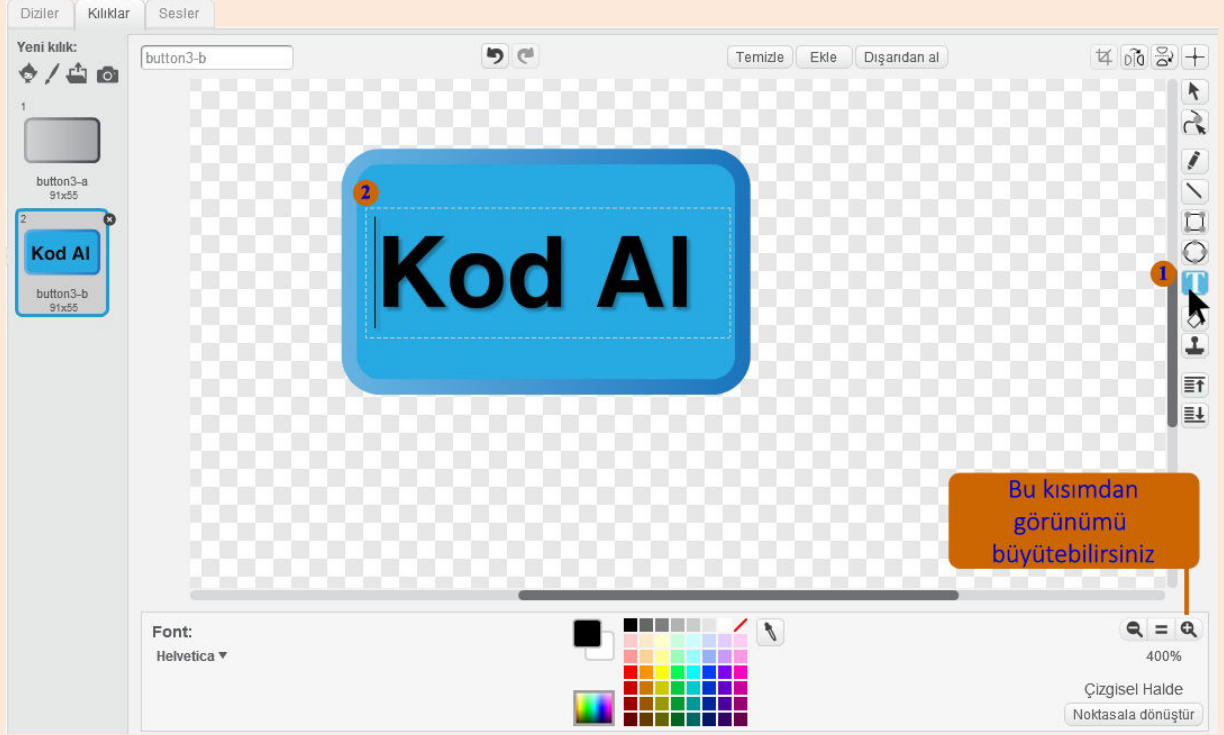 Diziler Kılıklar Sesler
Yeni kılık:
button3-b
Temizle Ekle Dışarıdan al
1
button3-a
91x55
2
Kod Al
button3-b
91x55
2
Kod Al
1
T
Bu kısımdan
görünümü
büyütebilirsiniz
Font:
Helvetica
400%
Çizgisel Halde
Noktasala dönüştür